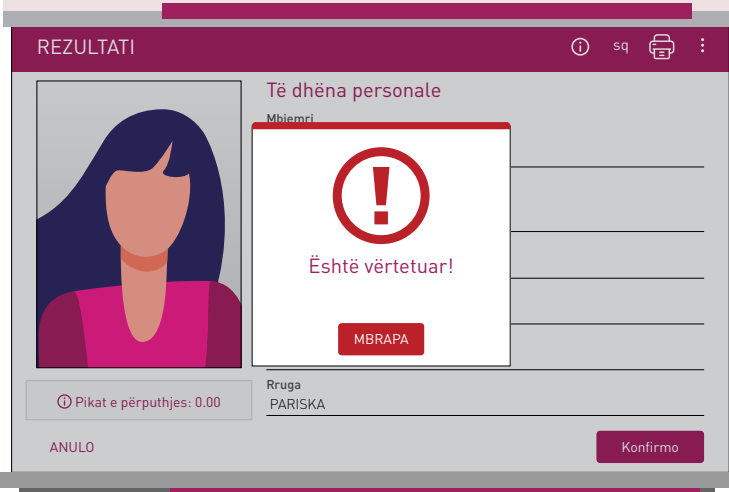 REZULTATI
sq
Të dhëna personale
Mbiemri
Është vërtetuar!
MBRAPA
Rruga
PARISKA
Pikat e përputhjes: 0.00
ANULO
Konfirmo